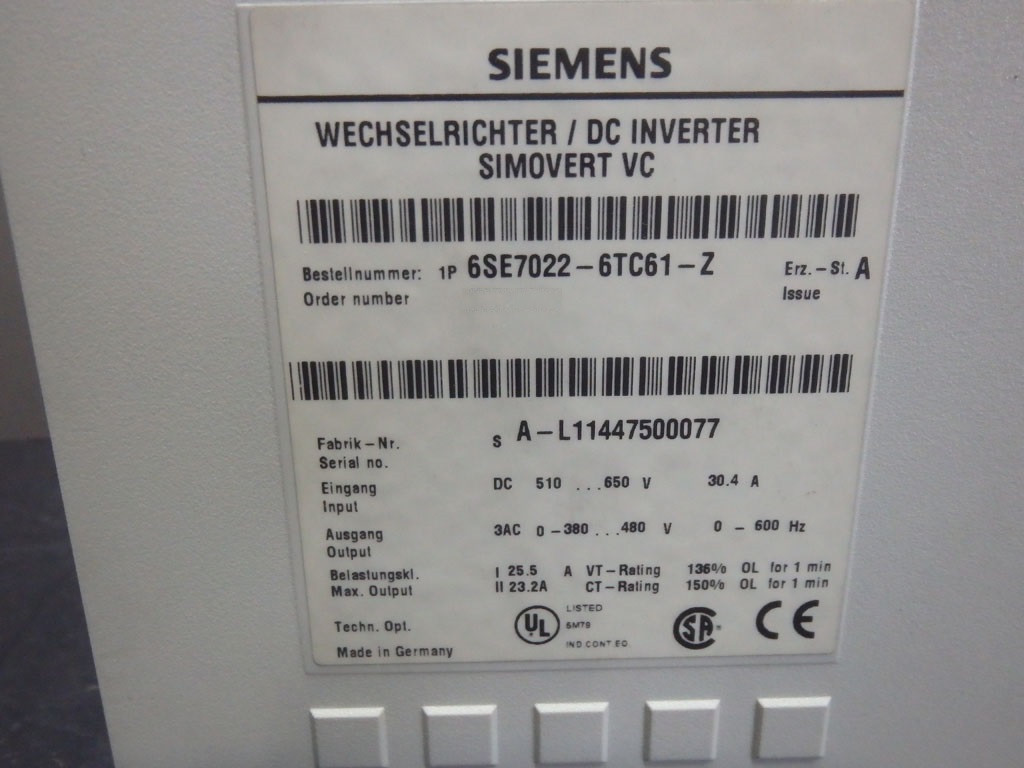 SIEMENS
WECHSELRICHTER / DC INVERTER
SIMOVERT VC
Bestellnummer: 1P 6SE7022-6TC61-Z Erz.-St. A
Order number Issue
Fabrik-Nr. S A-L11447500077
Serial no.
Eingang DC 510 ...650 V 30.4 A
Input
Ausgang 3AC 0-380...480 V 0 - 600 Hz
Output
Belastungskl. I 25.5 A VT-Rating 136% OL for 1 min
Max. Output II 23.2A CT-Rating 150% OL for 1 min
Techn. Opt. UL LISTED SA CE
5M79
IND.CONT.EQ.
Made in Germany